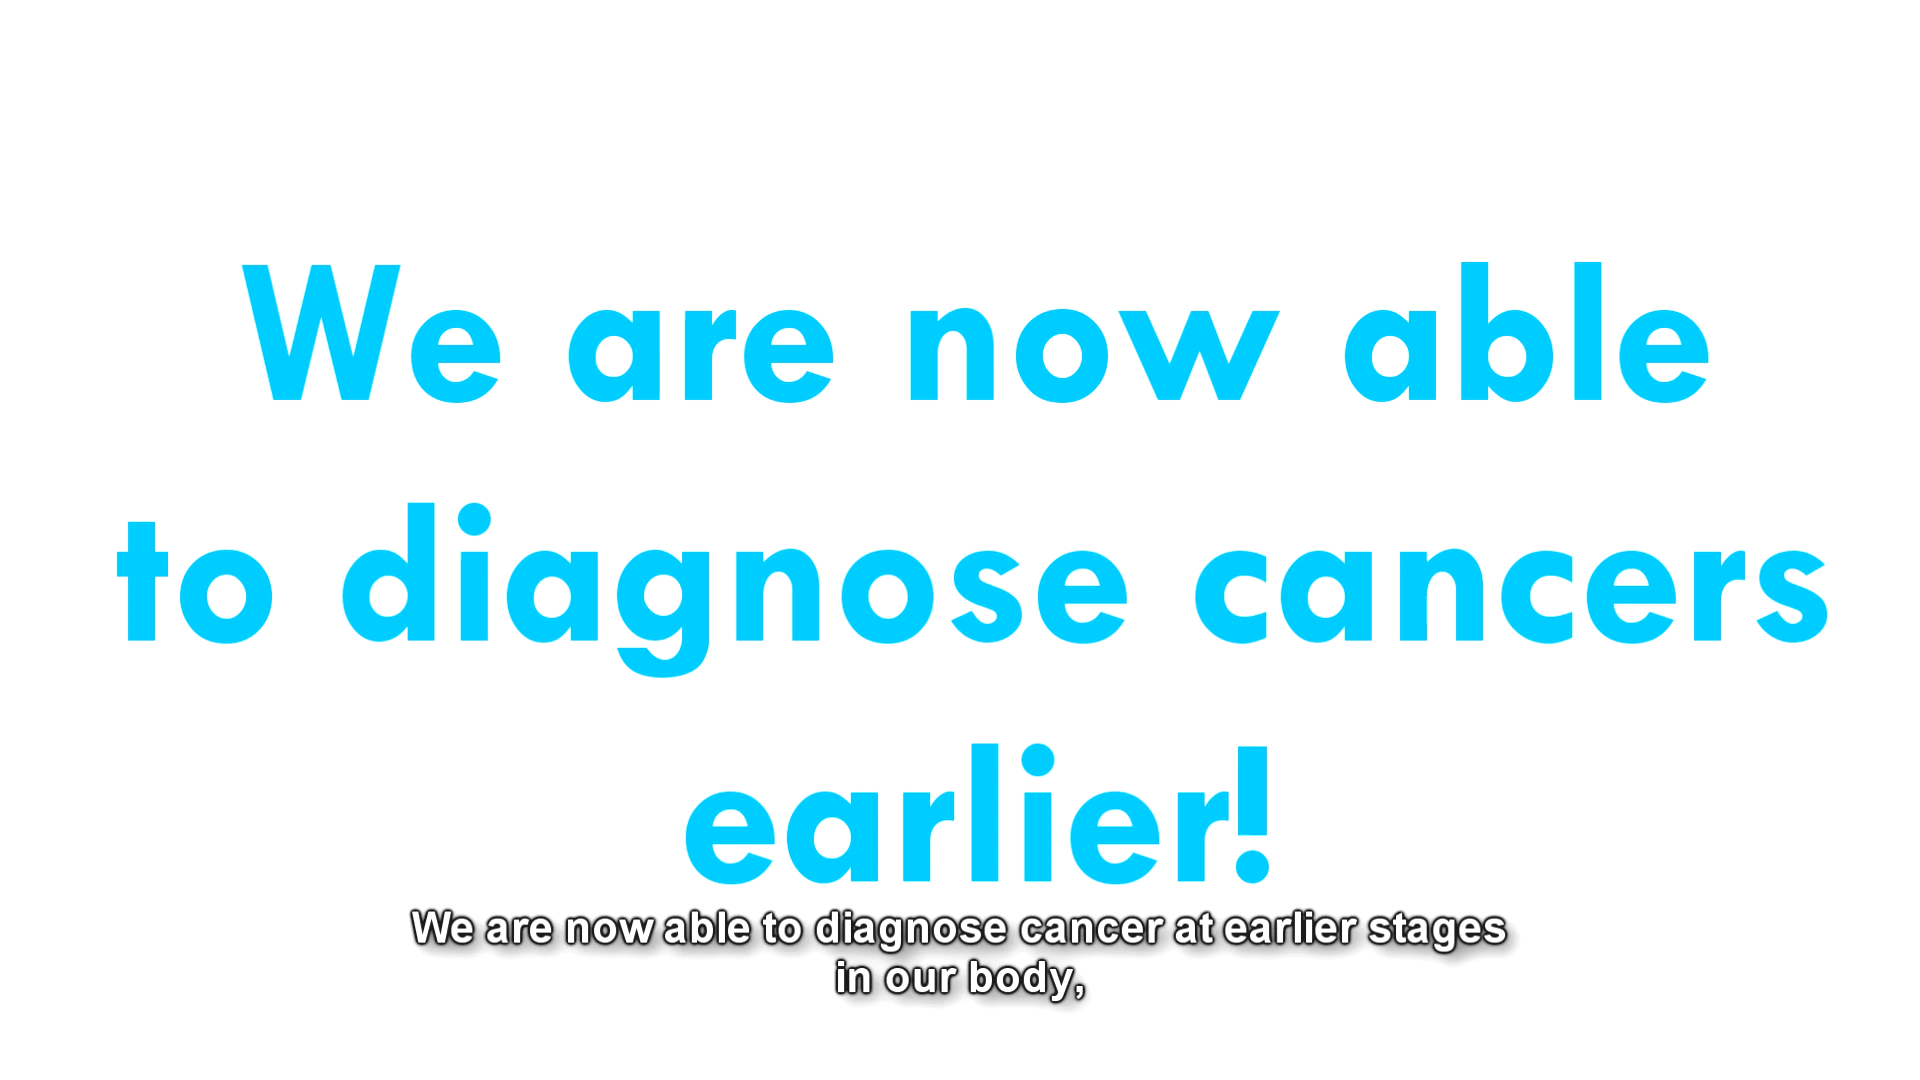 We are now able
to diagnose cancers
earlier!
We are now able to diagnose cancer at earlier stages
in our body,